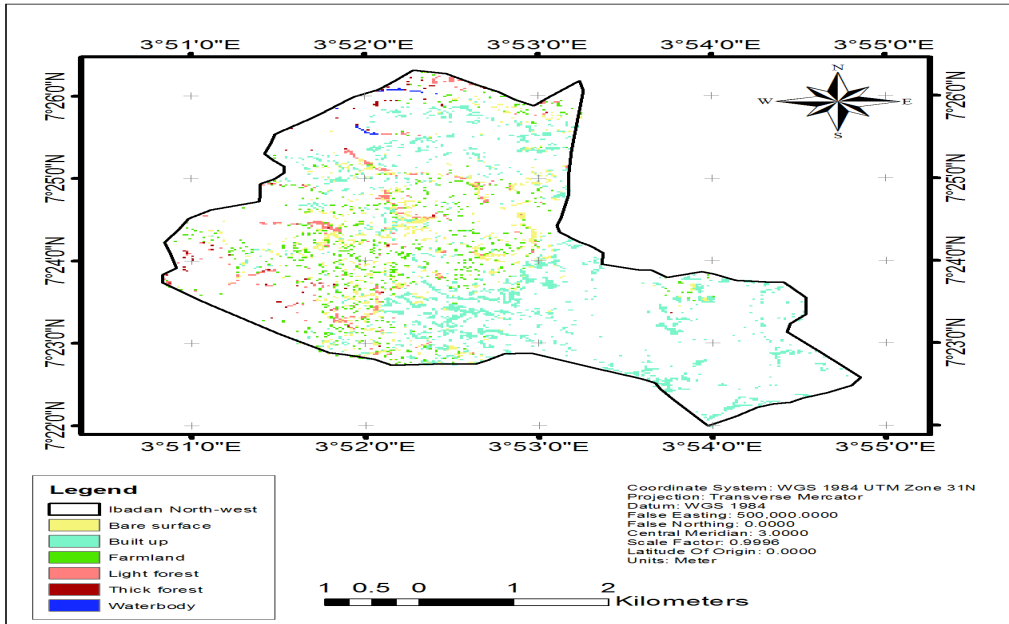 3°51'0"E 3°52'0"E 3°53'0"E 3°54'0"E 3°55'0"E
N
W E
S
7°26'0"N 7°26'0"N
7°25'0"N 7°25'0"N
7°24'0"N 7°24'0"N
7°23'0"N 7°23'0"N
7°22'0"N 7°22'0"N
3°51'0"E 3°52'0"E 3°53'0"E 3°54'0"E 3°55'0"E
Legend
Ibadan North-west
Bare surface
Built up
Farmland
Light forest
Thick forest
Waterbody
Coordinate System: WGS 1984 UTM Zone 31N
Projection: Transverse Mercator
Datum: WGS 1984
False Easting: 500,000.0000
False Northing: 0.0000
Central Meridian: 3.0000
Scale Factor: 0.9996
Latitude Of Origin: 0.0000
Units: Meter
1 0.5 0 1 2
Kilometers